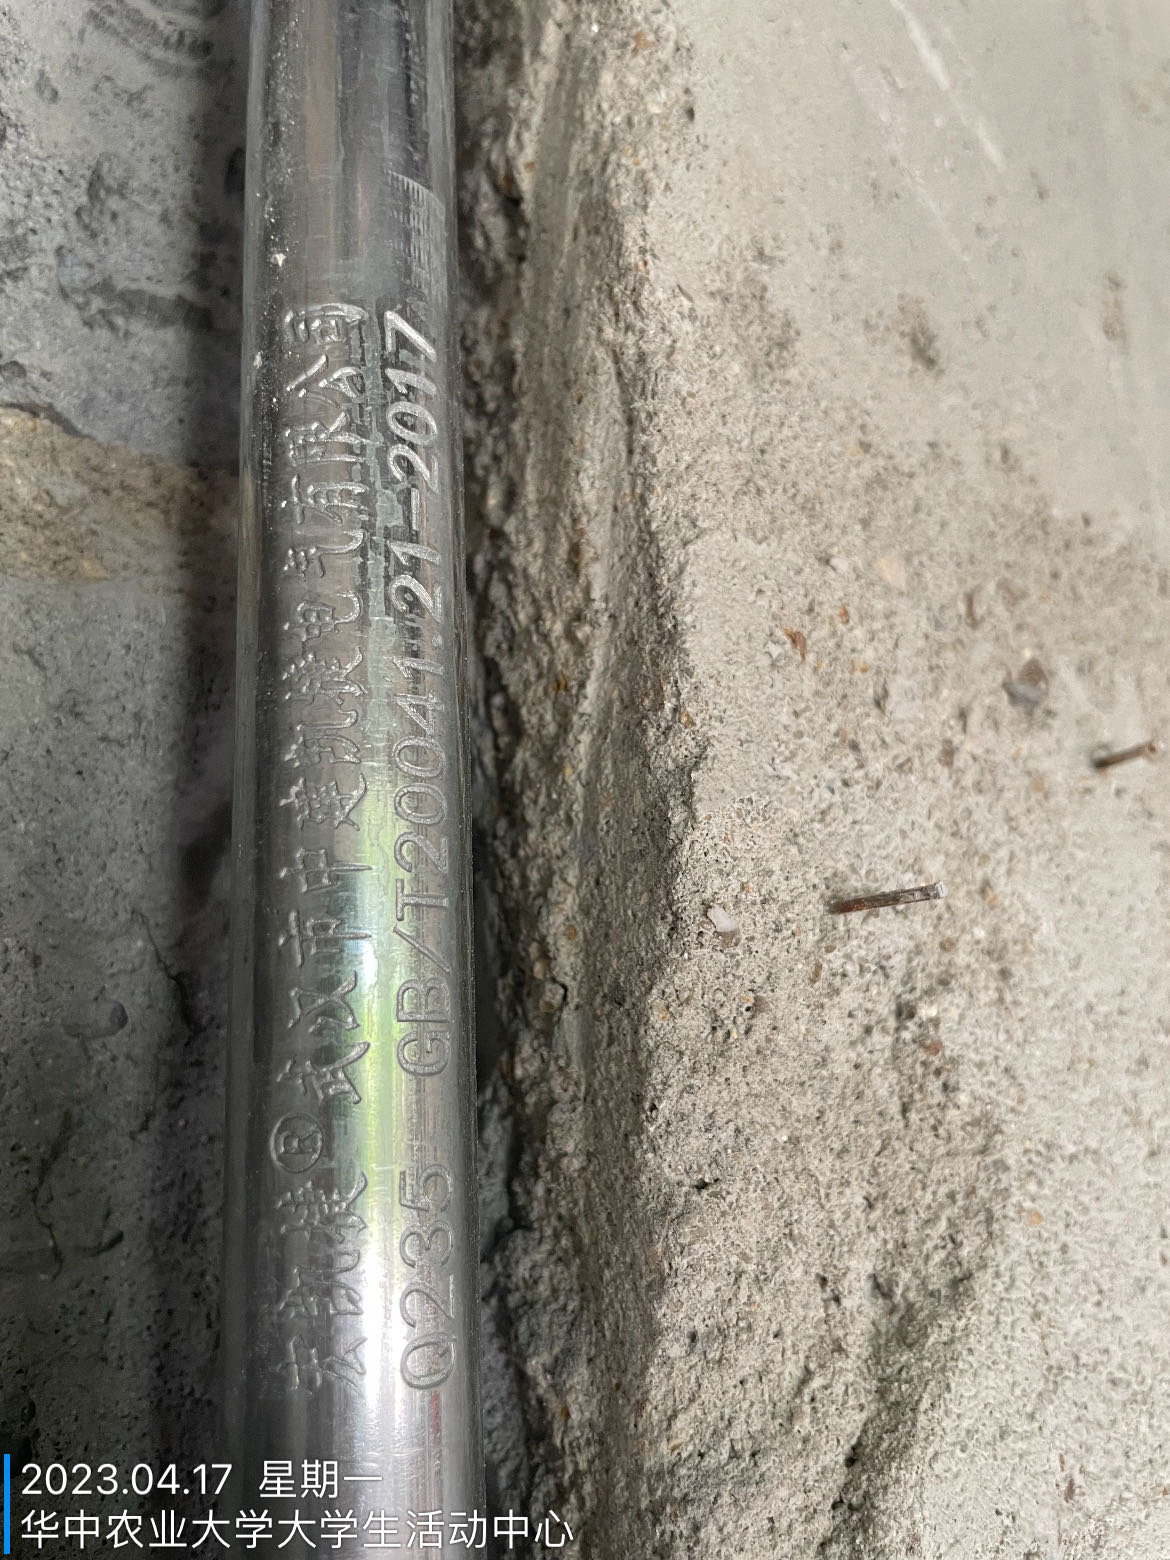 英凯捷® 武汉市中英凯捷电气有限公司
Q235 GB/T20041.21-2017
2023.04.17 星期一
华中农业大学大学生活动中心